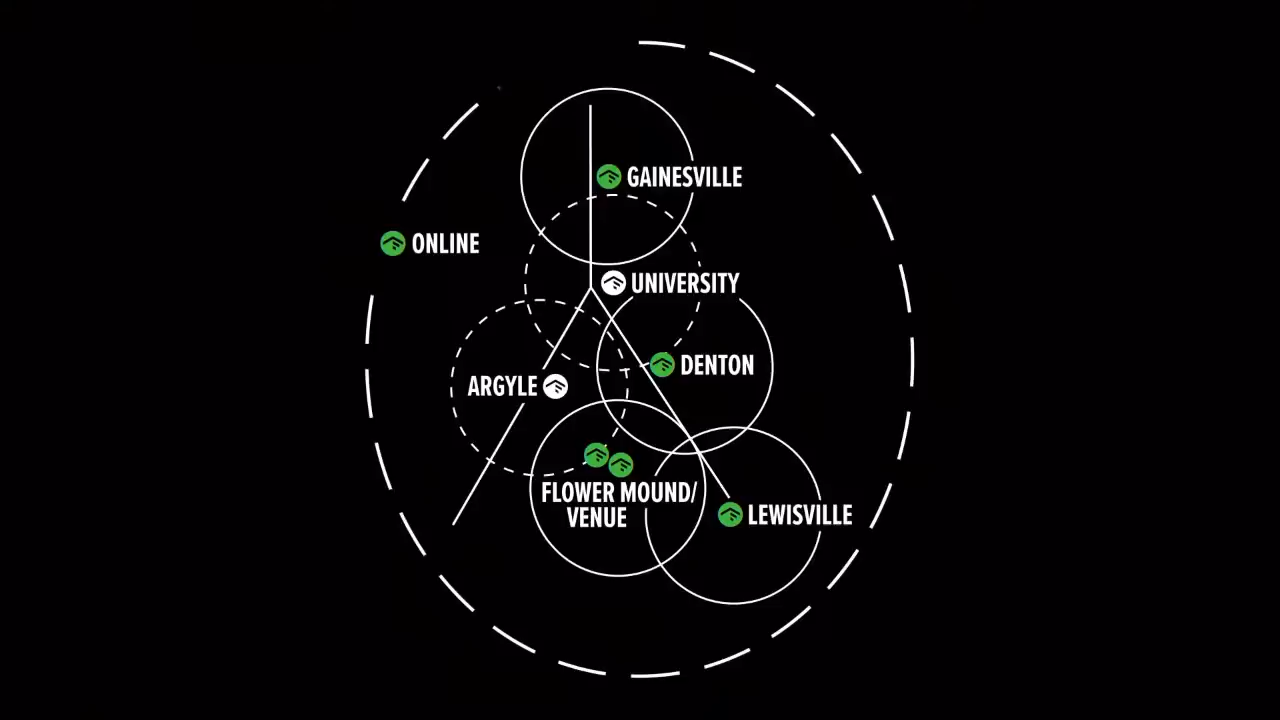 GAINESVILLE
ONLINE
UNIVERSITY
DENTON
ARGYLE
FLOWER MOUND/
VENUE
LEWISVILLE